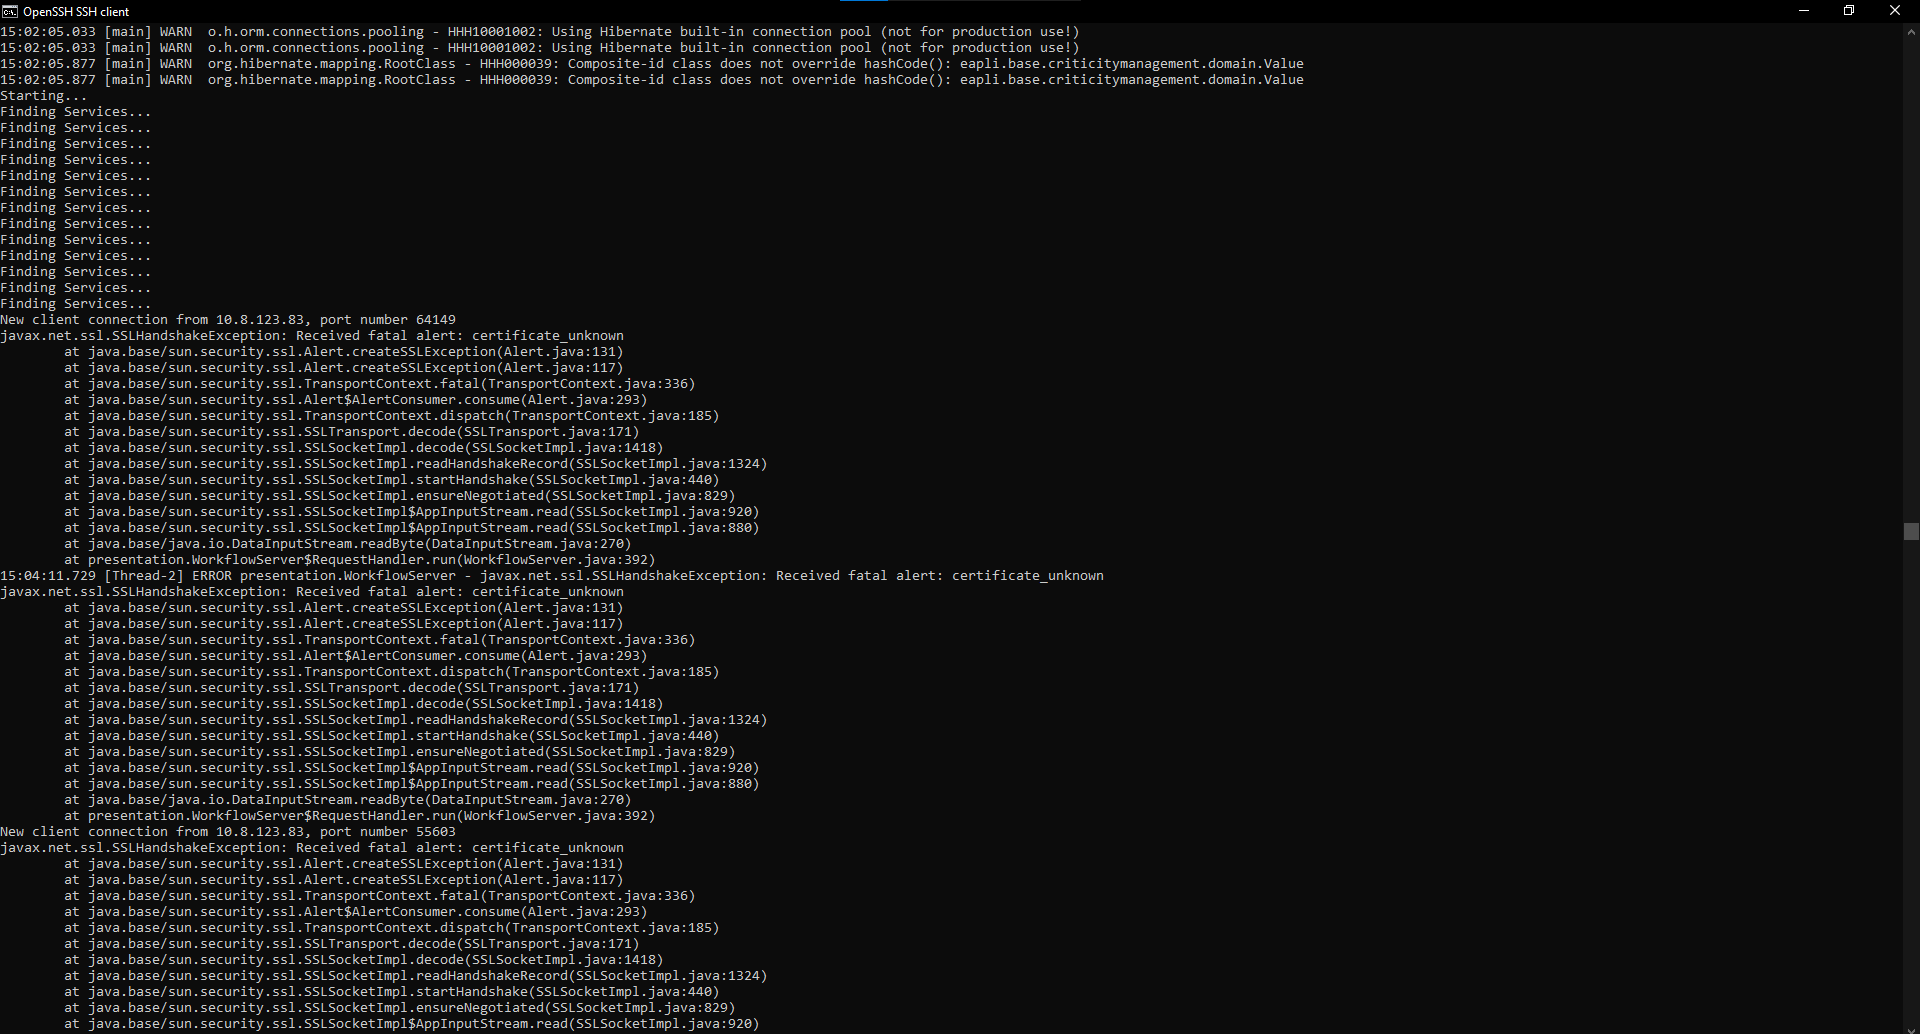 OpenSSH SSH client
15:02:05.033 [main] WARN  o.h.orm.connections.pooling - HHH10001002: Using Hibernate built-in connection pool (not for production use!)
15:02:05.033 [main] WARN  o.h.orm.connections.pooling - HHH10001002: Using Hibernate built-in connection pool (not for production use!)
15:02:05.877 [main] WARN  org.hibernate.mapping.RootClass - HHH000039: Composite-id class does not override hashCode(): eapli.base.criticitymanagement.domain.Value
15:02:05.877 [main] WARN  org.hibernate.mapping.RootClass - HHH000039: Composite-id class does not override hashCode(): eapli.base.criticitymanagement.domain.Value
Starting...
Finding Services...
Finding Services...
Finding Services...
Finding Services...
Finding Services...
Finding Services...
Finding Services...
Finding Services...
Finding Services...
Finding Services...
Finding Services...
Finding Services...
Finding Services...
New client connection from 10.8.123.83, port number 64149
javax.net.ssl.SSLHandshakeException: Received fatal alert: certificate_unknown
        at java.base/sun.security.ssl.Alert.createSSLException(Alert.java:131)
        at java.base/sun.security.ssl.Alert.createSSLException(Alert.java:117)
        at java.base/sun.security.ssl.TransportContext.fatal(TransportContext.java:336)
        at java.base/sun.security.ssl.Alert$AlertConsumer.consume(Alert.java:293)
        at java.base/sun.security.ssl.TransportContext.dispatch(TransportContext.java:185)
        at java.base/sun.security.ssl.SSLTransport.decode(SSLTransport.java:171)
        at java.base/sun.security.ssl.SSLSocketImpl.decode(SSLSocketImpl.java:1418)
        at java.base/sun.security.ssl.SSLSocketImpl.readHandshakeRecord(SSLSocketImpl.java:1324)
        at java.base/sun.security.ssl.SSLSocketImpl.startHandshake(SSLSocketImpl.java:440)
        at java.base/sun.security.ssl.SSLSocketImpl.ensureNegotiated(SSLSocketImpl.java:829)
        at java.base/sun.security.ssl.SSLSocketImpl$AppInputStream.read(SSLSocketImpl.java:920)
        at java.base/sun.security.ssl.SSLSocketImpl$AppInputStream.read(SSLSocketImpl.java:880)
        at java.base/java.io.DataInputStream.readByte(DataInputStream.java:270)
        at presentation.WorkflowServer$RequestHandler.run(WorkflowServer.java:392)
15:04:11.729 [Thread-2] ERROR presentation.WorkflowServer - javax.net.ssl.SSLHandshakeException: Received fatal alert: certificate_unknown
javax.net.ssl.SSLHandshakeException: Received fatal alert: certificate_unknown
        at java.base/sun.security.ssl.Alert.createSSLException(Alert.java:131)
        at java.base/sun.security.ssl.Alert.createSSLException(Alert.java:117)
        at java.base/sun.security.ssl.TransportContext.fatal(TransportContext.java:336)
        at java.base/sun.security.ssl.Alert$AlertConsumer.consume(Alert.java:293)
        at java.base/sun.security.ssl.TransportContext.dispatch(TransportContext.java:185)
        at java.base/sun.security.ssl.SSLTransport.decode(SSLTransport.java:171)
        at java.base/sun.security.ssl.SSLSocketImpl.decode(SSLSocketImpl.java:1418)
        at java.base/sun.security.ssl.SSLSocketImpl.readHandshakeRecord(SSLSocketImpl.java:1324)
        at java.base/sun.security.ssl.SSLSocketImpl.startHandshake(SSLSocketImpl.java:440)
        at java.base/sun.security.ssl.SSLSocketImpl.ensureNegotiated(SSLSocketImpl.java:829)
        at java.base/sun.security.ssl.SSLSocketImpl$AppInputStream.read(SSLSocketImpl.java:920)
        at java.base/sun.security.ssl.SSLSocketImpl$AppInputStream.read(SSLSocketImpl.java:880)
        at java.base/java.io.DataInputStream.readByte(DataInputStream.java:270)
        at presentation.WorkflowServer$RequestHandler.run(WorkflowServer.java:392)
New client connection from 10.8.123.83, port number 55603
javax.net.ssl.SSLHandshakeException: Received fatal alert: certificate_unknown
        at java.base/sun.security.ssl.Alert.createSSLException(Alert.java:131)
        at java.base/sun.security.ssl.Alert.createSSLException(Alert.java:117)
        at java.base/sun.security.ssl.TransportContext.fatal(TransportContext.java:336)
        at java.base/sun.security.ssl.Alert$AlertConsumer.consume(Alert.java:293)
        at java.base/sun.security.ssl.TransportContext.dispatch(TransportContext.java:185)
        at java.base/sun.security.ssl.SSLTransport.decode(SSLTransport.java:171)
        at java.base/sun.security.ssl.SSLSocketImpl.decode(SSLSocketImpl.java:1418)
        at java.base/sun.security.ssl.SSLSocketImpl.readHandshakeRecord(SSLSocketImpl.java:1324)
        at java.base/sun.security.ssl.SSLSocketImpl.startHandshake(SSLSocketImpl.java:440)
        at java.base/sun.security.ssl.SSLSocketImpl.ensureNegotiated(SSLSocketImpl.java:829)
        at java.base/sun.security.ssl.SSLSocketImpl$AppInputStream.read(SSLSocketImpl.java:920)